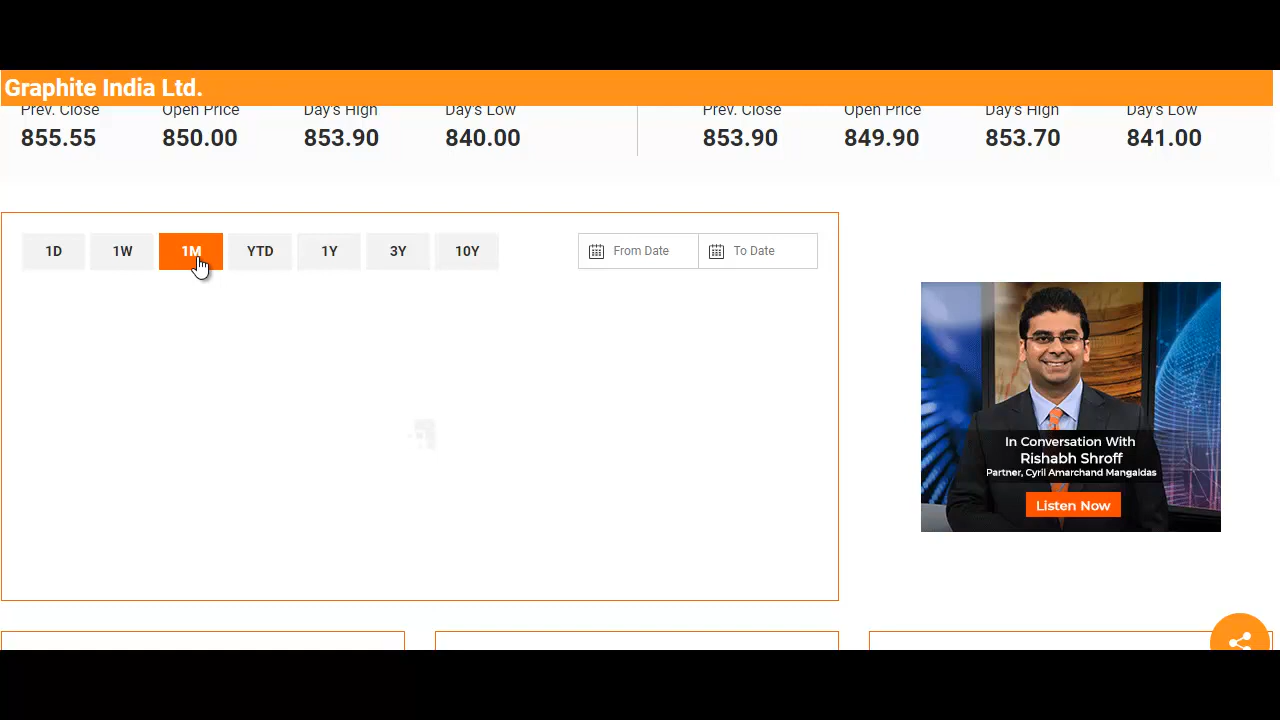 Graphite India Ltd.
Prev. Close Open Price Day's High Day's Low Prev. Close Open Price Day's High Day's Low
855.55 850.00 853.90 840.00 853.90 849.90 853.70 841.00
1D 1W 1M YTD 1Y 3Y 10Y From Date To Date
In Conversation With
Rishabh Shroff
Partner, Cyril Amarchand Mangaldas
Listen Now